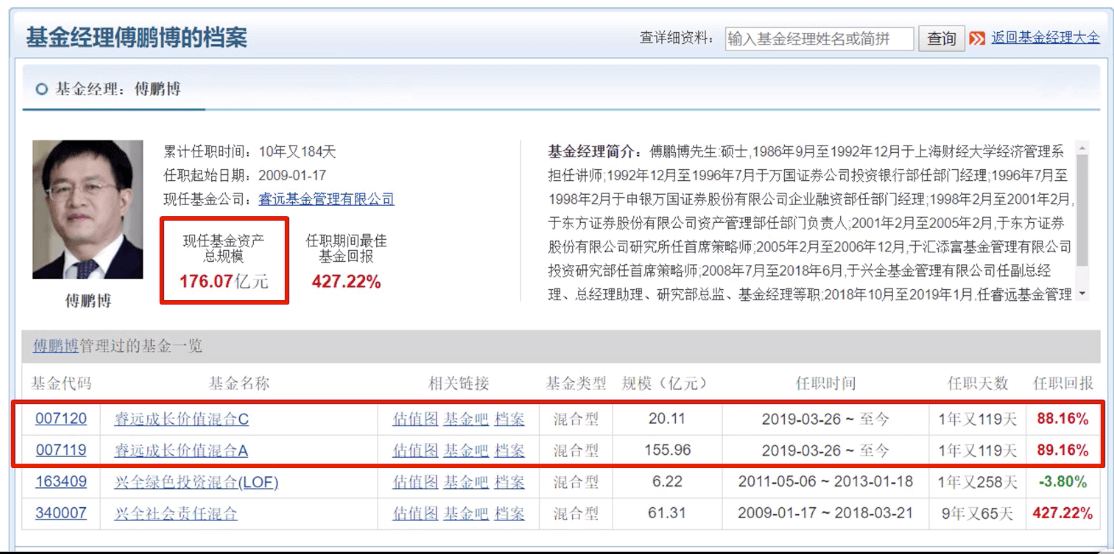 基金经理傅鹏博的档案
查详细资料： 输入基金经理姓名或简拼 查询 返回基金经理大全
基金经理：傅鹏博
累计任职时间：10年又184天
任职起始日期：2009-01-17
现任基金公司：睿远基金管理有限公司
现任基金资产
总规模
176.07亿元
任职期间最佳
基金回报
427.22%
傅鹏博
基金经理简介：傅鹏博先生:硕士,1986年9月至1992年12月于上海财经大学经济管理系
担任讲师;1992年12月至1996年7月于万国证券公司投资银行部任部门经理;1996年7月至
1998年2月于申银万国证券股份有限公司企业融资部任部门经理;1998年2月至2001年2月,
于东方证券股份有限公司资产管理部任部门负责人;2001年2月至2005年2月,于东方证券
股份有限公司研究所任首席策略师;2005年2月至2006年12月,于汇添富基金管理有限公司
投资研究部任首席策略师;2008年7月至2018年6月,于兴全基金管理有限公司任副总经
理、总经理助理、研究部总监、基金经理等职;2018年10月至2019年1月,任睿远基金管理
傅鹏博管理过的基金一览
基金代码 基金名称 相关链接 基金类型 规模（亿元） 任职时间 任职天数 任职回报
007120 睿远成长价值混合C 估值图 基金吧 档案 混合型 20.11 2019-03-26 ~ 至今 1年又119天 88.16%
007119 睿远成长价值混合A 估值图 基金吧 档案 混合型 155.96 2019-03-26 ~ 至今 1年又119天 89.16%
163409 兴全绿色投资混合(LOF) 估值图 基金吧 档案 混合型 6.22 2011-05-06 ~ 2013-01-18 1年又258天 -3.80%
340007 兴全社会责任混合 估值图 基金吧 档案 混合型 61.31 2009-01-17 ~ 2018-03-21 9年又65天 427.22%